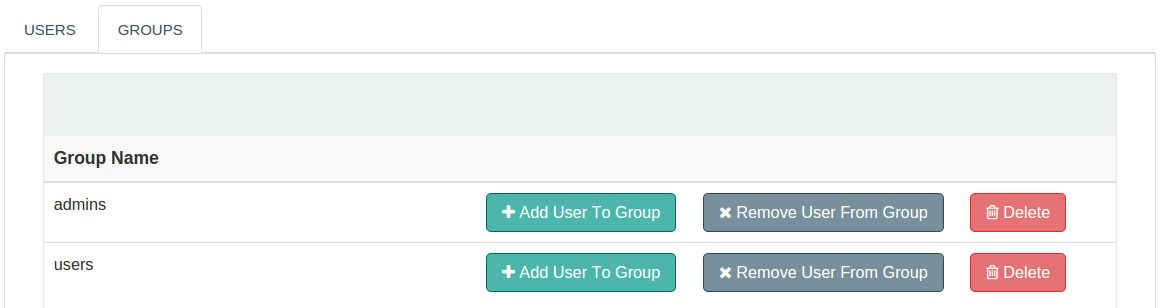 USERS GROUPS
Group Name
admins Add User To Group Remove User From Group Delete
users Add User To Group Remove User From Group Delete